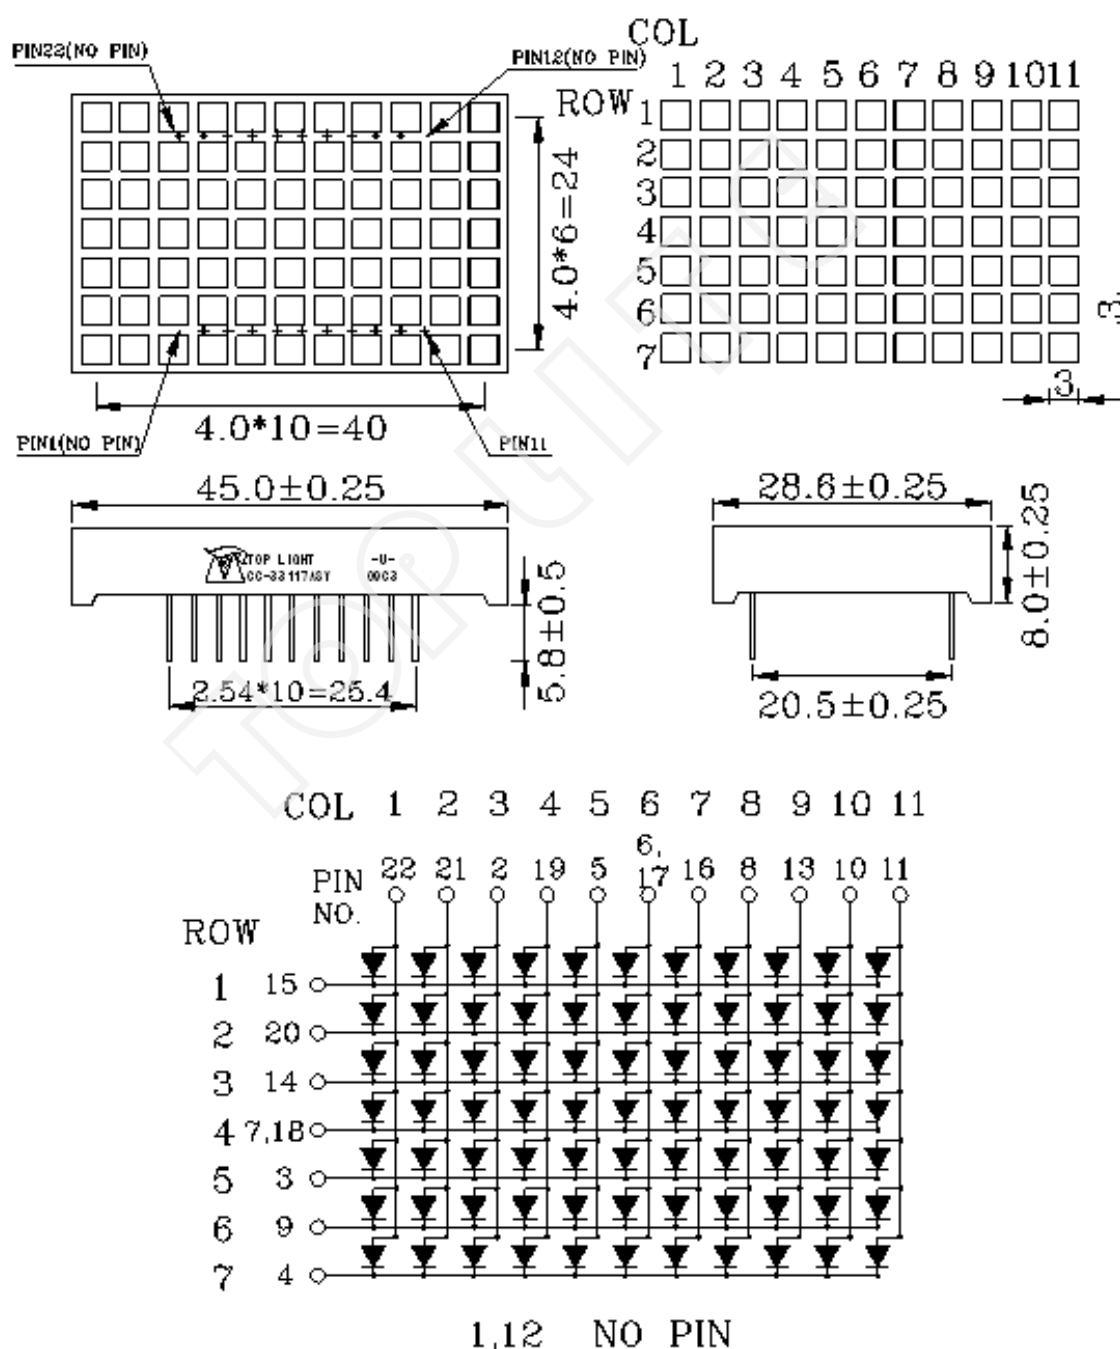 COL
PIN22(NO PIN)
PIN12(NO PIN)
1 2 3 4 5 6 7 8 9 10 11
ROW
1
2
3
4
5
6
7
4.0*6=24
3
3
4.0*10=40
PIN1(NO PIN)
PIN11
45.0±0.25
28.6±0.25
TOP LIGHT -U-
5.8±0.5
8.0±0.25
2.54*10=25.4
20.5±0.25
TOP LIG
COL 1 2 3 4 5 6 7 8 9 10 11
PIN NO. 22 21 2 19 5 6,17 16 8 13 10 11
ROW
1 15
2 20
3 14
4 7,18
5 3
6 9
7 4
1,12 NO PIN